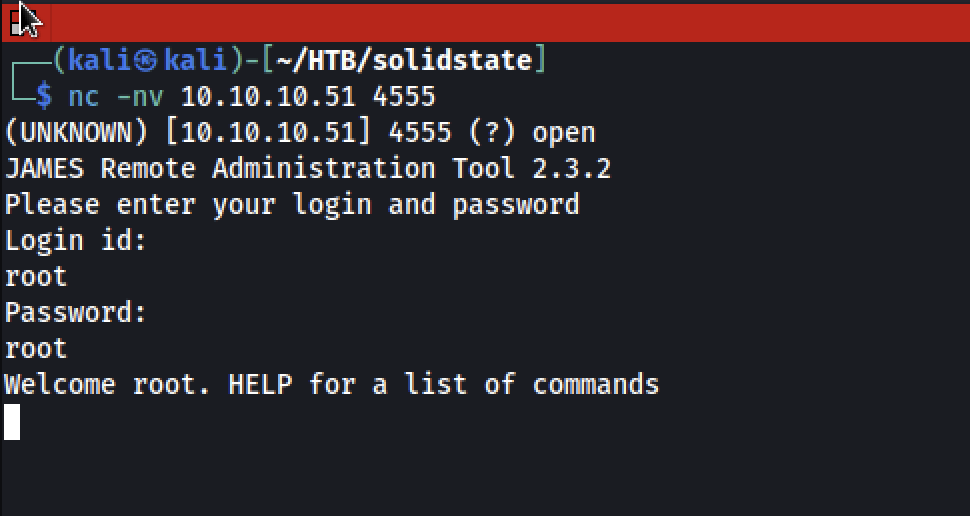 ┌──(kali㉿kali)-[~/HTB/solidstate]
└─$ nc -nv 10.10.10.51 4555
(UNKNOWN) [10.10.10.51] 4555 (?) open
JAMES Remote Administration Tool 2.3.2
Please enter your login and password
Login id:
root
Password:
root
Welcome root. HELP for a list of commands